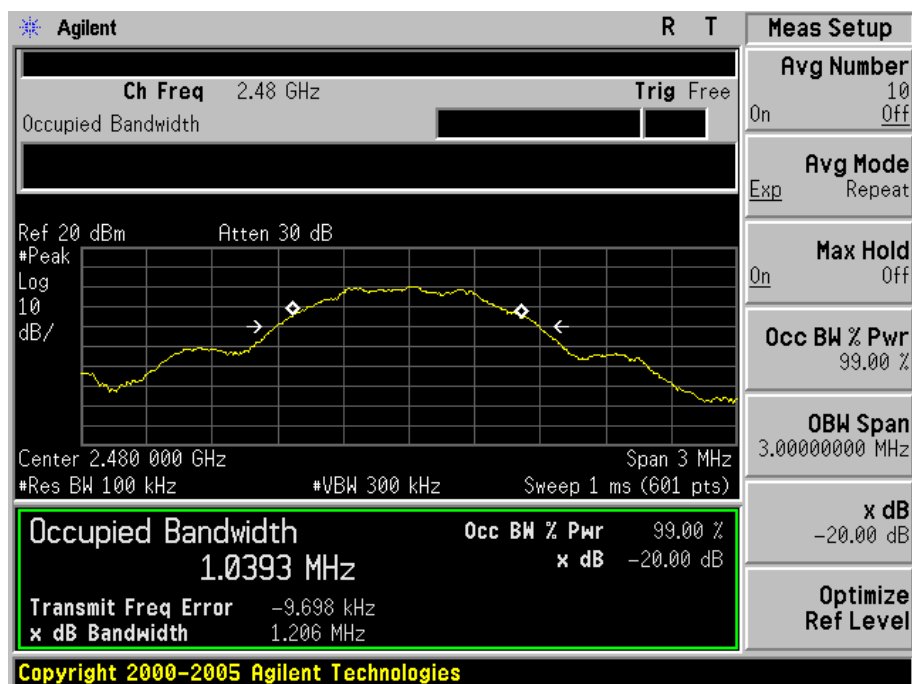 Agilent
R T
Ch Freq 2.48 GHz
Trig Free
Occupied Bandwidth
Ref 20 dBm
Atten 30 dB
#Peak
Log
10
dB/
Center 2.480 000 GHz
Span 3 MHz
#Res BW 100 kHz
#VBW 300 kHz
Sweep 1 ms (601 pts)
Occupied Bandwidth
1.0393 MHz
Occ BW % Pwr 99.00 %
x dB -20.00 dB
Transmit Freq Error -9.698 kHz
x dB Bandwidth 1.206 MHz
Copyright 2000-2005 Agilent Technologies
Meas Setup
Avg Number
10
On Off
Avg Mode
Exp Repeat
Max Hold
On Off
Occ BW % Pwr
99.00 %
OBW Span
3.00000000 MHz
x dB
-20.00 dB
Optimize
Ref Level